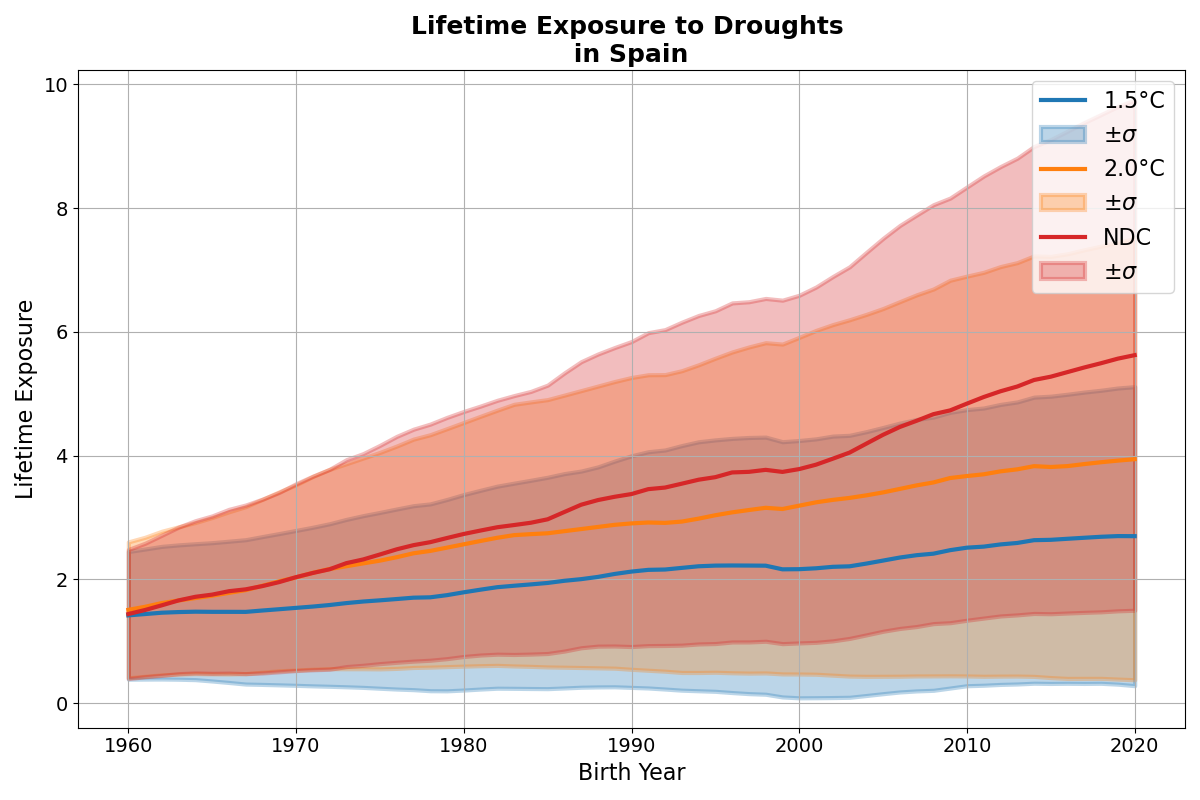 Lifetime Exposure to Droughts
in Spain
10
8
6
4
2
0
Lifetime Exposure
1960
1970
1980
1990
2000
2010
2020
Birth Year
1.5°C
±σ
2.0°C
±σ
NDC
±σ